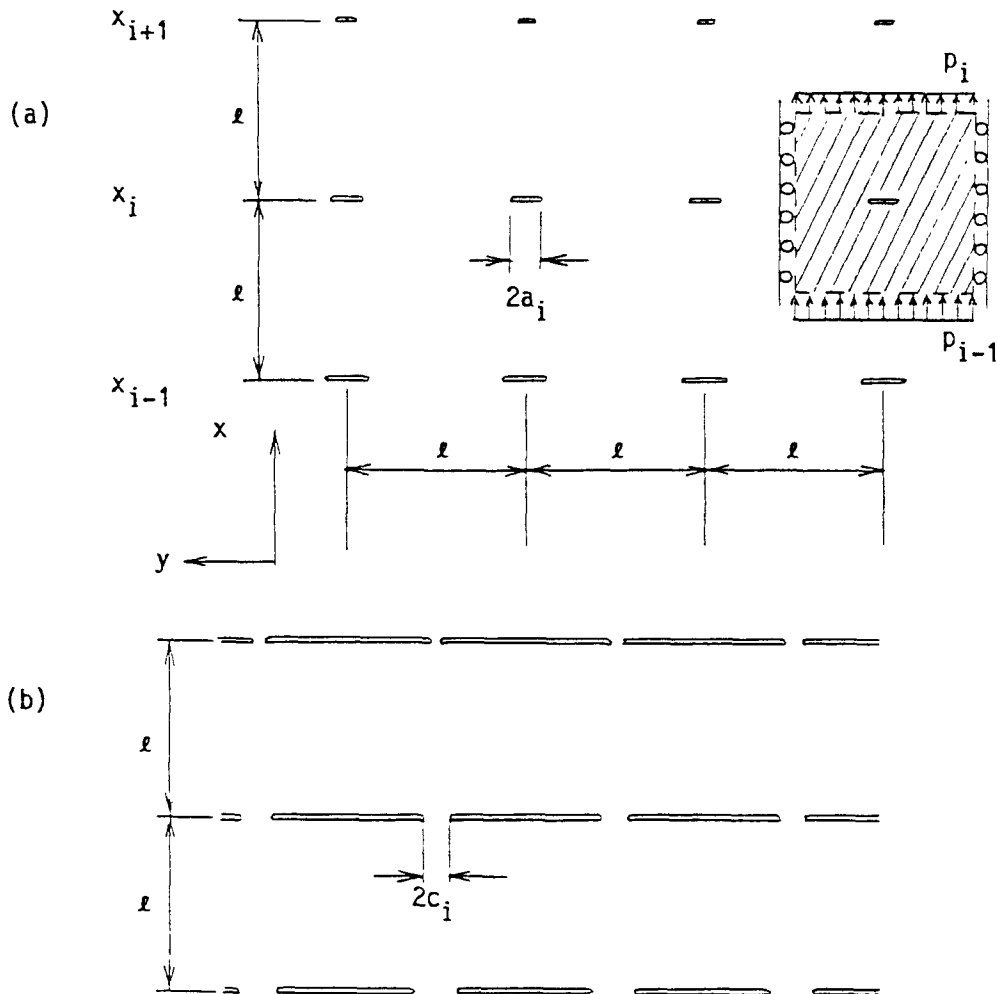 x_{i+1}
p_i
(a)
ℓ
x_i
ℓ
2a_i
p_{i-1}
x_{i-1}
x
ℓ
ℓ
ℓ
y
(b)
ℓ
ℓ
2c_i